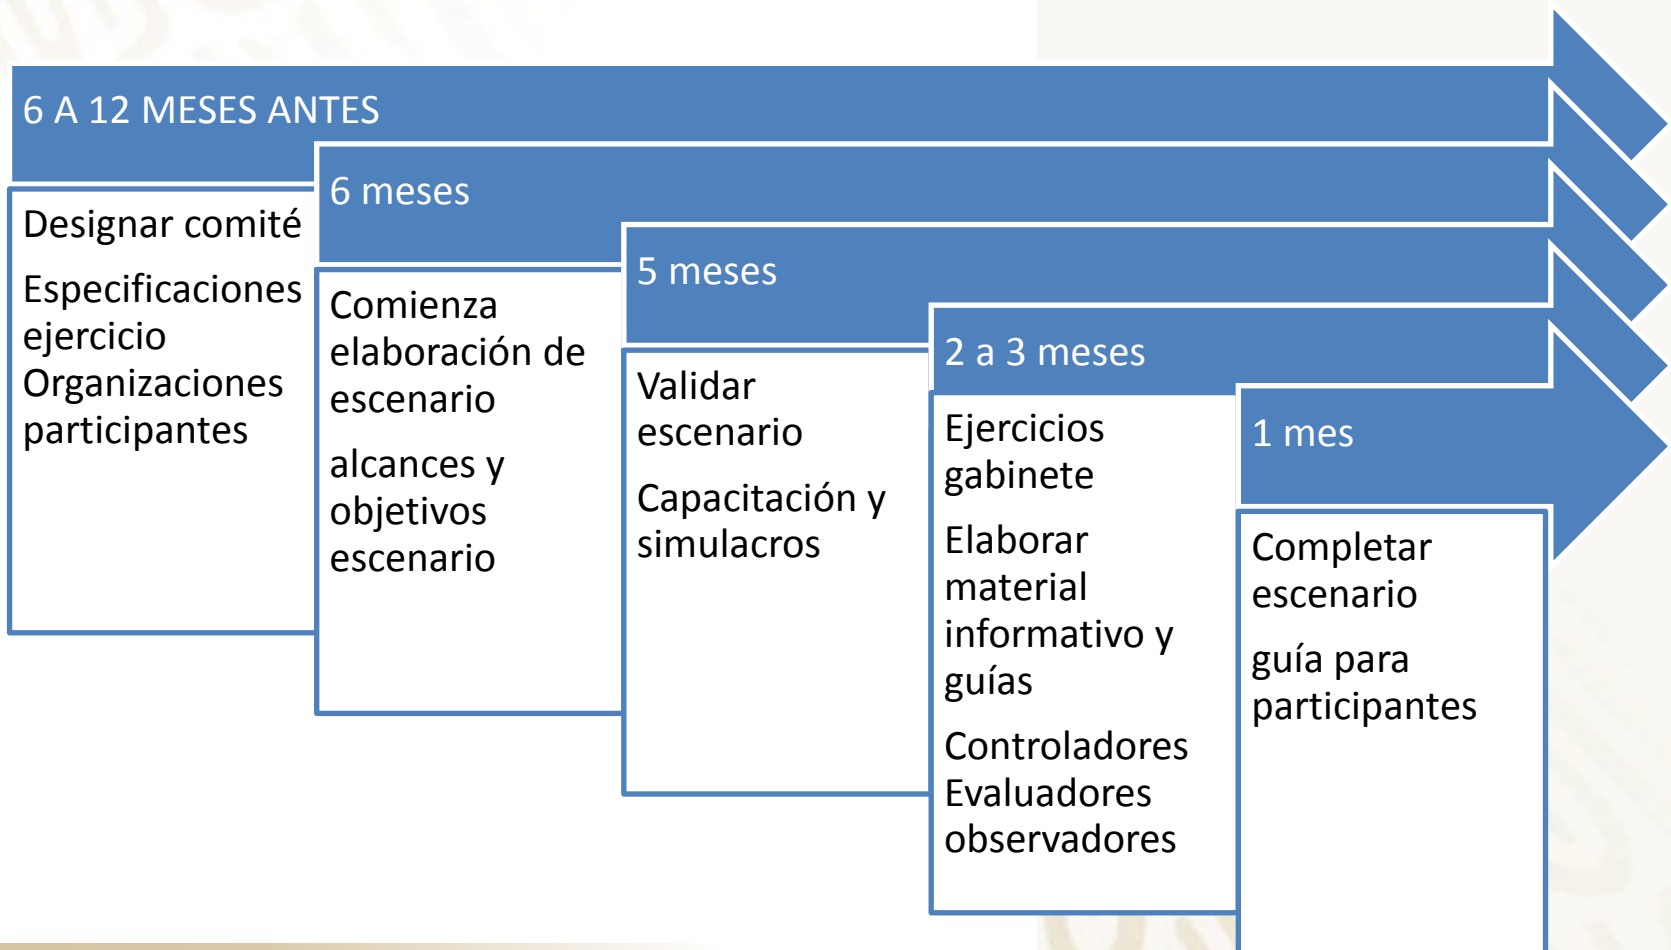 6 A 12 MESES ANTES
Designar comité
Especificaciones
ejercicio
Organizaciones
participantes
6 meses
Comienza
elaboración de
escenario
alcances y
objetivos
escenario
5 meses
Validar
escenario
Capacitación y
simulacros
2 a 3 meses
Ejercicios
gabinete
Elaborar
material
informativo y
guías
Controladores
Evaluadores
observadores
1 mes
Completar
escenario
guía para
participantes